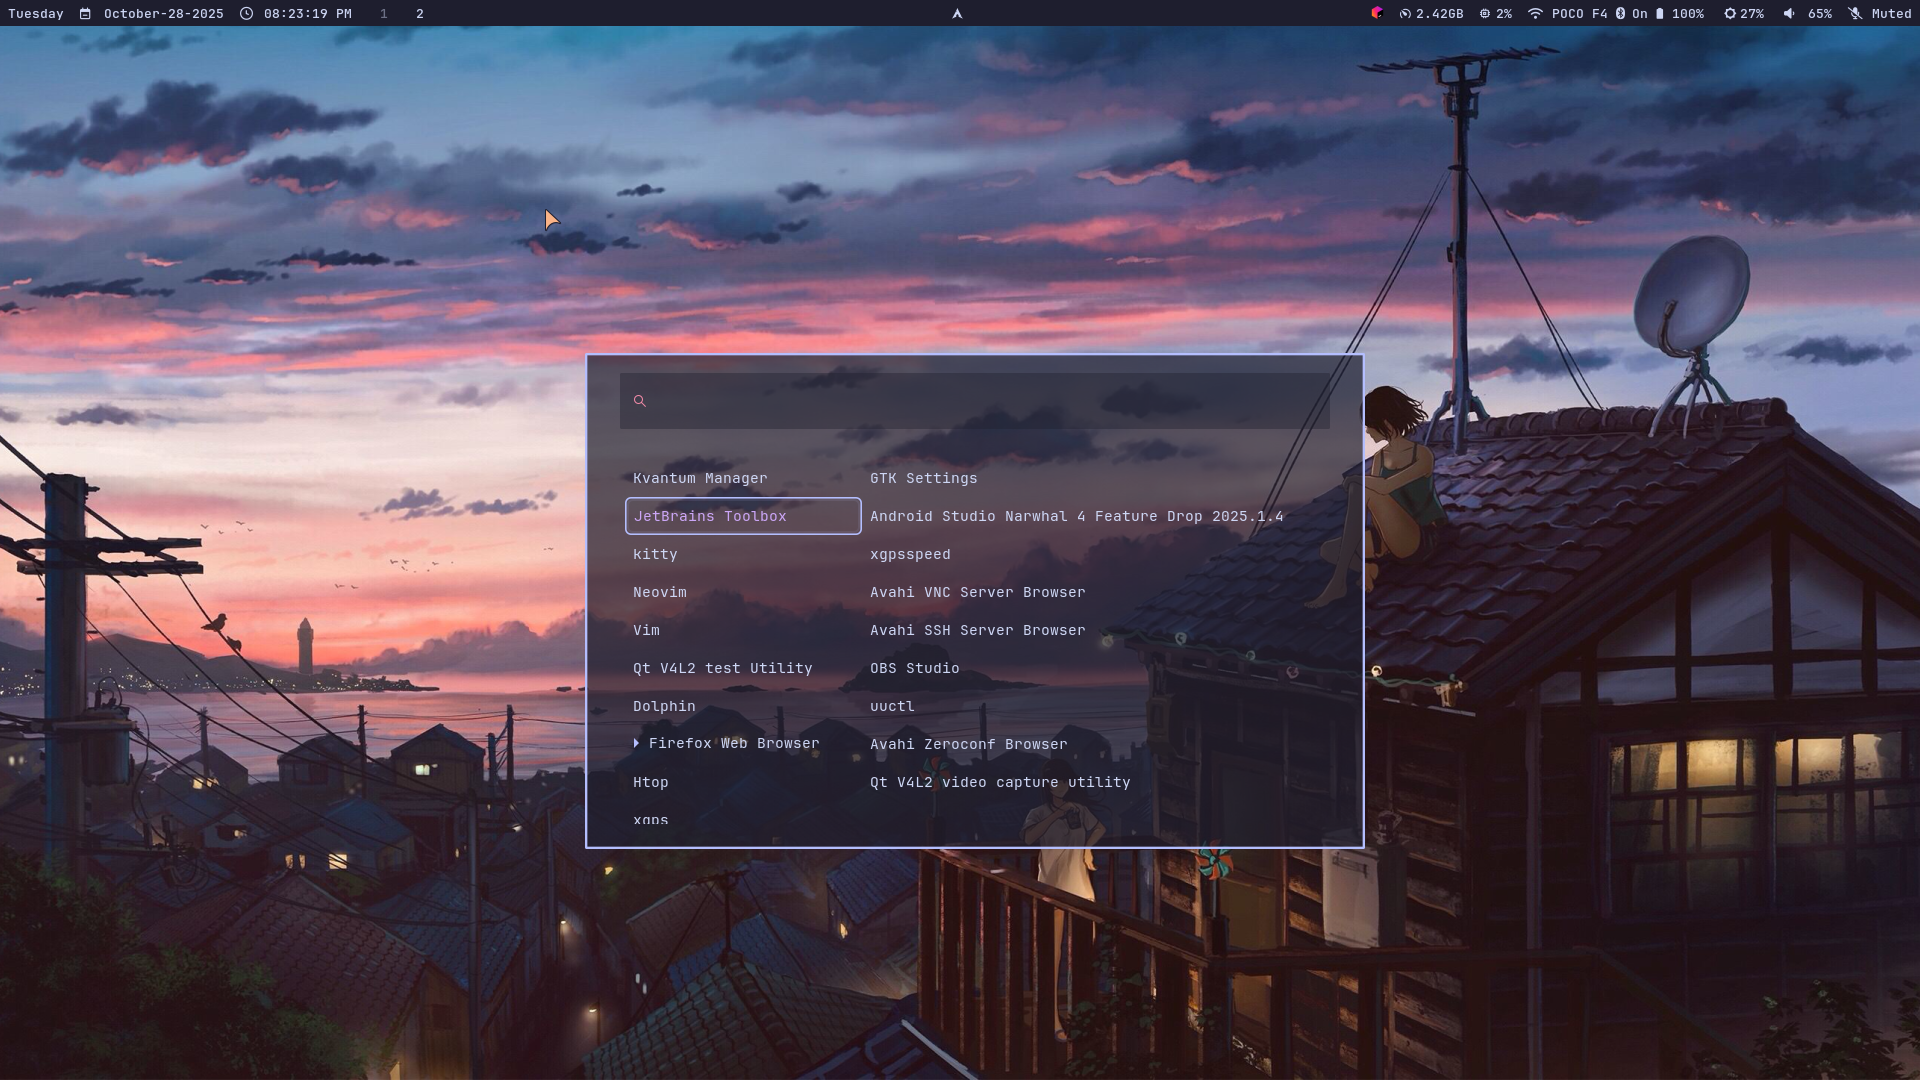 Tuesday October-28-2025 08:23:19 PM 1 2 2.42GB 2% POCO F4 On 100% 27% 65% Muted
Kvantum Manager
JetBrains Toolbox
kitty
Neovim
Vim
Qt V4L2 test Utility
Dolphin
Firefox Web Browser
Htop
xgps
GTK Settings
Android Studio Narwhal 4 Feature Drop 2025.1.4
xgpsspeed
Avahi VNC Server Browser
Avahi SSH Server Browser
OBS Studio
uuctl
Avahi Zeroconf Browser
Qt V4L2 video capture utility